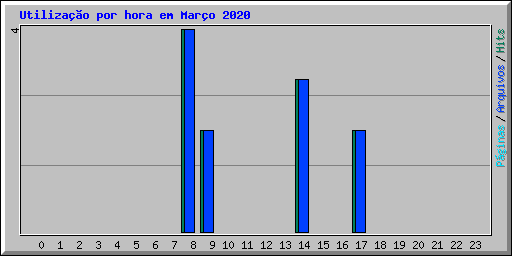 Utilização por hora em Março 2020
4
0 1 2 3 4 5 6 7 8 9 10 11 12 13 14 15 16 17 18 19 20 21 22 23
Páginas / Arquivos / Hits